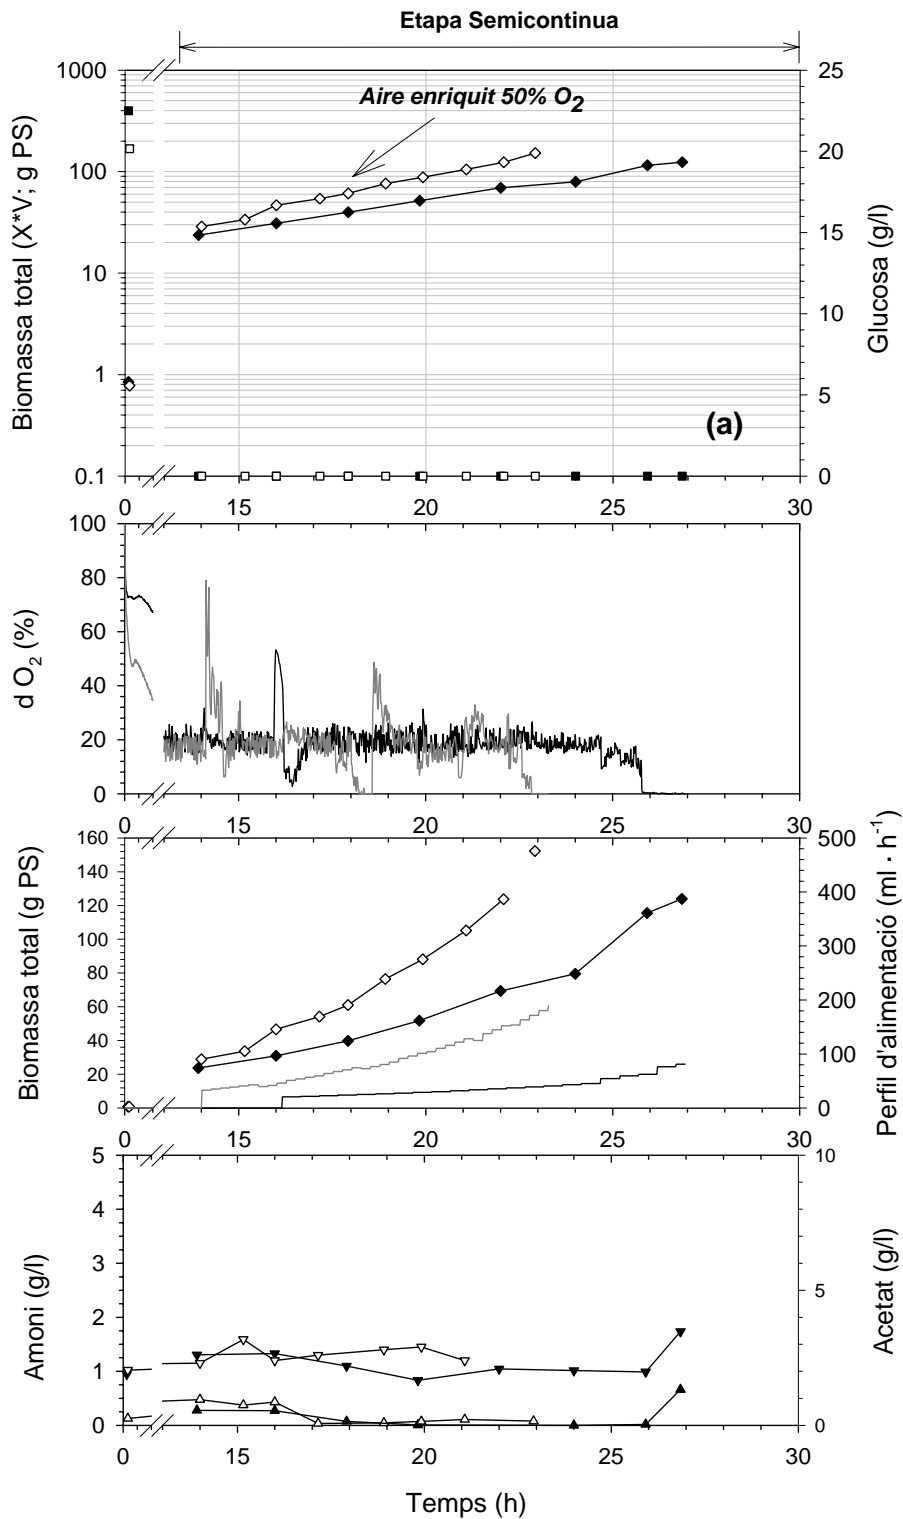 Etapa Semicontinua
Aire enriquit 50% O2
Biomassa total (X*V; g PS)
1000
100
10
1
0.1
Glucosa (g/l)
25
20
15
10
5
0
(a)
0 15 20 25 30
d O2 (%)
100
80
60
40
20
0
0 15 20 25 30
Biomassa total (g PS)
160
140
120
100
80
60
40
20
0
Perfil d'alimentació (ml · h-1)
500
400
300
200
100
0
0 15 20 25 30
Amoni (g/l)
5
4
3
2
1
0
Acetat (g/l)
10
5
0
0 15 20 25 30
Temps (h)